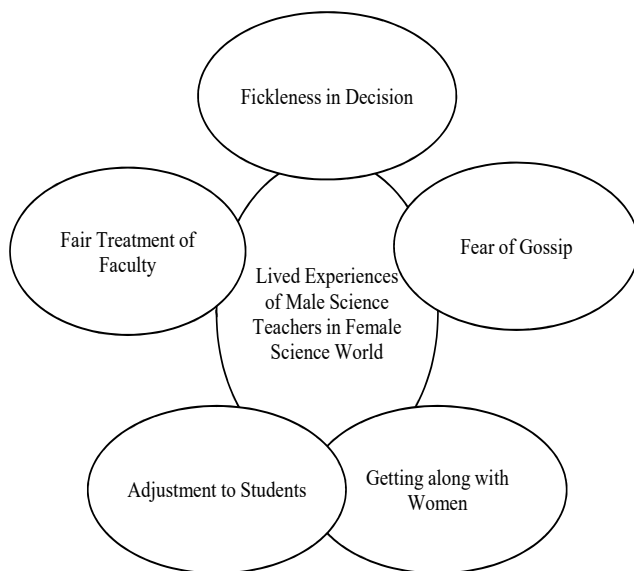 Fickleness in Decision
Fair Treatment of
Faculty
Fear of Gossip
Lived Experiences
of Male Science
Teachers in Female
Science World
Adjustment to Students
Getting along with
Women